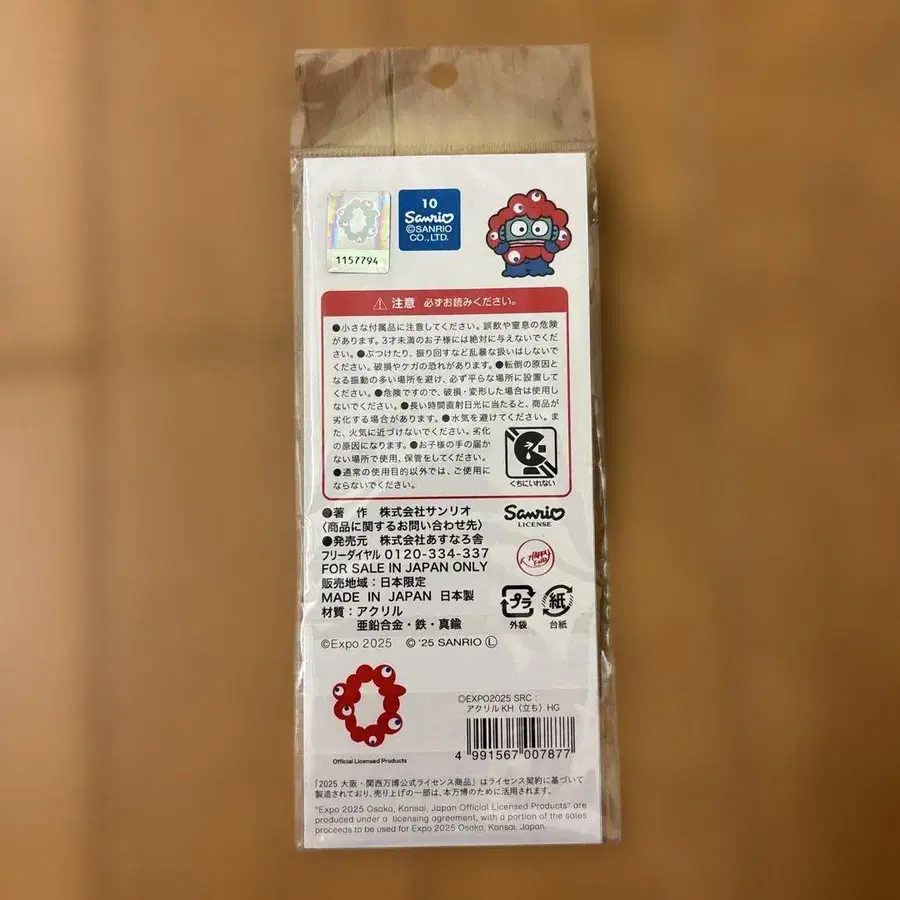 1157794
10
Sanrio
©SANRIO
CO., LTD.
注意 必ずお読みください。
●小さな付属品に注意してください。誤飲や窒息の危険
があります。3才未満のお子様には絶対に与えないでくだ
さい。●ぶつけたり、振り回すなど乱暴な扱いはしないで
ください。破損やケガの恐れがあります。●転倒の原因と
なる振動の多い場所を避け、必ず平らな場所に設置して
ください。●危険ですので、破損・変形した場合は使用し
ないでください。●長い時間直射日光に当たると、商品が
劣化する場合があります。●水気を避けてください。ま
た、火気に近づけないでください。劣化
の原因になります。●お子様の手の届か
ない場所で使用、保管をしてください。
●通常の使用目的以外では、ご使用に
ならないでください。
くちにいれない
●著 作 株式会社サンリオ
〈商品に関するお問い合わせ先〉
●発売元 株式会社あすなろ舎
フリーダイヤル 0120-334-337
FOR SALE IN JAPAN ONLY
販売地域：日本限定
MADE IN JAPAN 日本製
材質：アクリル
亜鉛合金・鉄・真鍮
©Expo 2025 © '25 SANRIO Ⓛ
Sanrio
LICENSE
HAPPY
プラ
外袋
紙
台紙
Official Licensed Products
©EXPO2025 SRC：
アクリルKH（立ち）HG
4 991567 007877
「2025 大阪・関西万博公式ライセンス商品」はライセンス契約に基づいて
製造されており、売り上げの一部は、本万博のために活用されます。
"Expo 2025 Osaka, Kansai, Japan Official Licensed Products" are
produced under a licensing agreement, with a portion of the sales
proceeds to be used for Expo 2025 Osaka, Kansai, Japan.